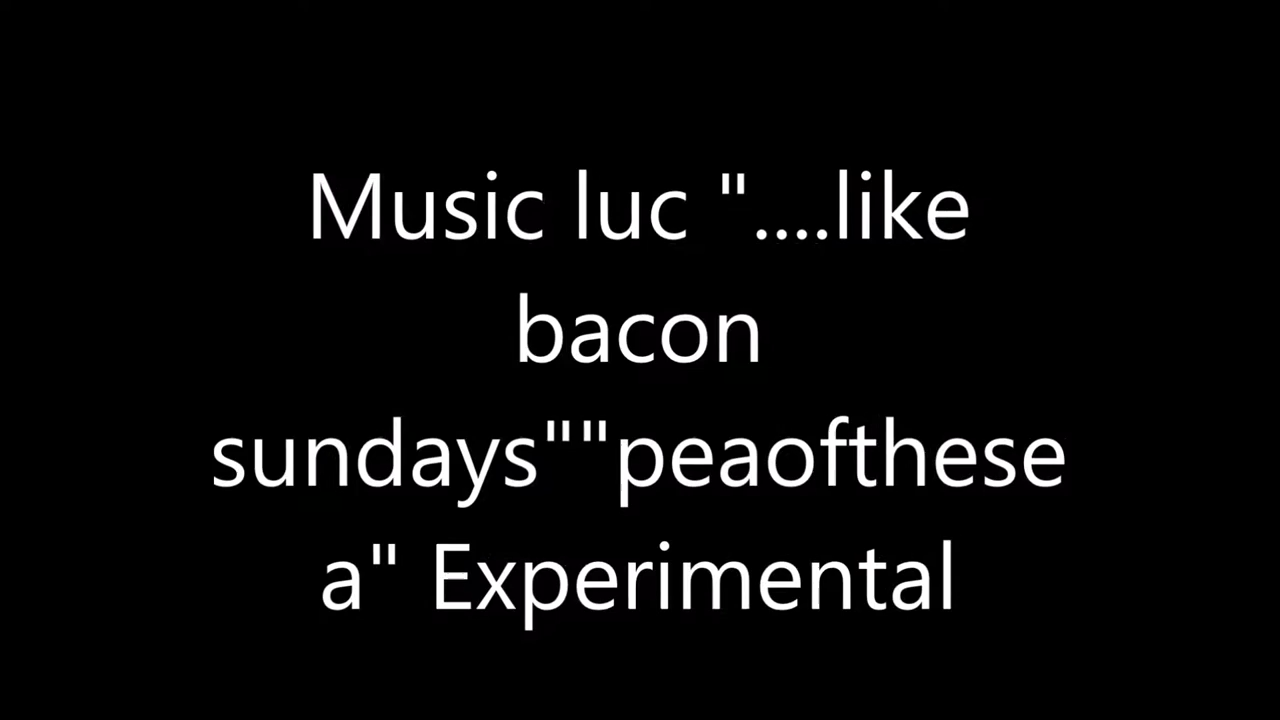 Music luc "....like
bacon
sundays""peaofthese
a" Experimental